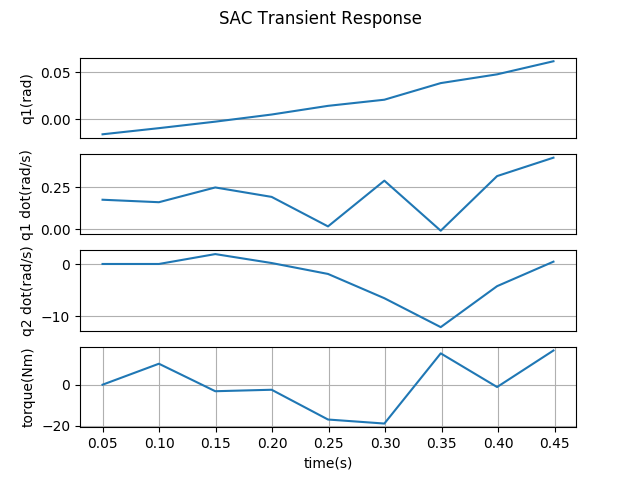 SAC Transient Response
q1(rad)
0.05
0.00
q1 dot(rad/s)
0.25
0.00
q2 dot(rad/s)
0
−10
torque(Nm)
0
−20
0.05 0.10 0.15 0.20 0.25 0.30 0.35 0.40 0.45
time(s)